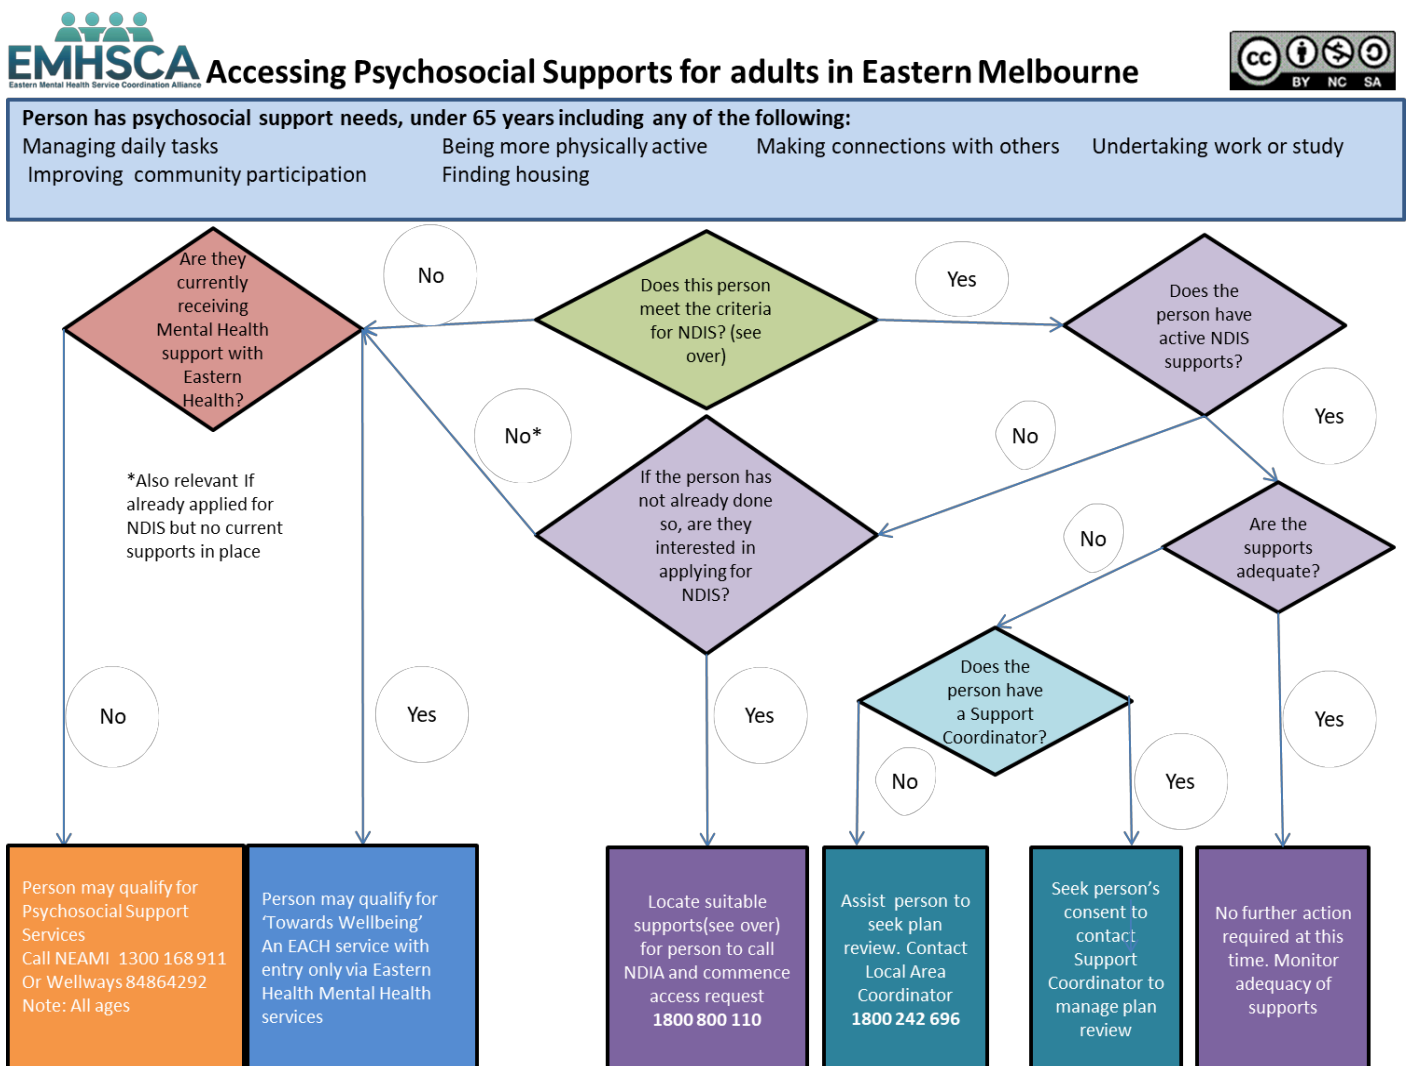 EMHSCA
Eastern Mental Health Service Coordination Alliance
Accessing Psychosocial Supports for adults in Eastern Melbourne
cc
BY NC SA
Person has psychosocial support needs, under 65 years including any of the following:
Managing daily tasks Being more physically active Making connections with others Undertaking work or study
Improving community participation Finding housing
Are they
currently
receiving
Mental Health
support with
Eastern
Health?
No
Does this person
meet the criteria
for NDIS? (see
over)
Yes
Does the
person have
active NDIS
supports?
*Also relevant If
already applied for
NDIS but no current
supports in place
No*
If the person has
not already done
so, are they
interested in
applying for
NDIS?
No
Yes
Are the
supports
adequate?
No
Does the
person have
a Support
Coordinator?
No
Yes
Yes
No
Yes
Yes
Person may qualify for
Psychosocial Support
Services
Call NEAMI 1300 168 911
Or Wellways 84864292
Note: All ages
Person may qualify for
‘Towards Wellbeing’
An EACH service with
entry only via Eastern
Health Mental Health
services
Locate suitable
supports(see over)
for person to call
NDIA and commence
access request
1800 800 110
Assist person to
seek plan
review. Contact
Local Area
Coordinator
1800 242 696
Seek person’s
consent to
contact
Support
Coordinator to
manage plan
review
No further action
required at this
time. Monitor
adequacy of
supports